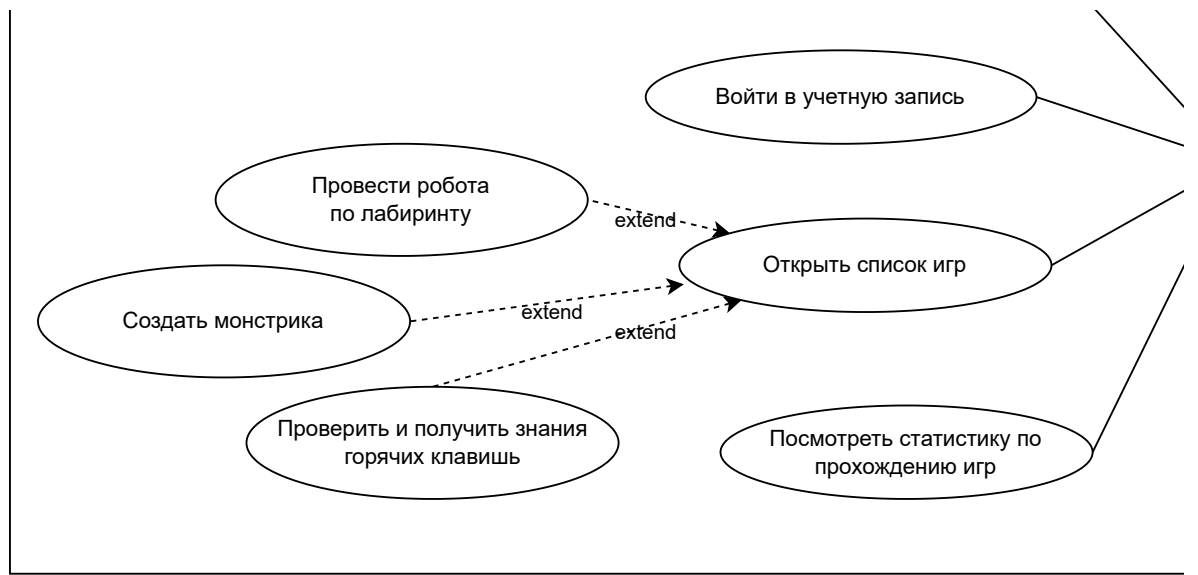 Войти в учетную запись
Провести робота
по лабиринту
extend
Открыть список игр
Создать монстрика
extend
extend
Проверить и получить знания
горячих клавишь
Посмотреть статистику по
прохождению игр